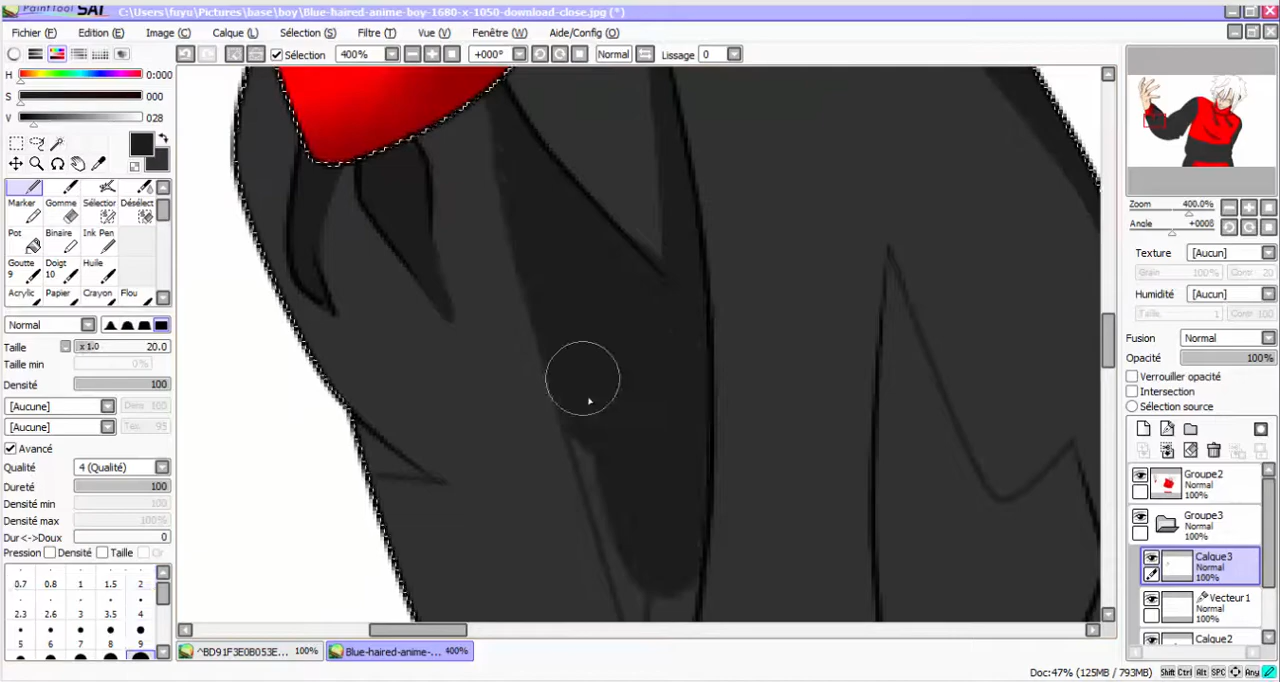 PaintTool SAI C:\Users\fuyu\Pictures\base\boy\Blue-haired-anime-boy-1680-x-1050-download-close.jpg (*)
Fichier (F) Edition (E) Image (C) Calque (L) Sélection (S) Filtre (T) Vue (V) Fenêtre (W) Aide/Config (O)
Sélection 400% +000° Normal Lissage 0
H 0:000
S 000
V 028
Marker Gomme Sélection Désélect
Pot Binaire Ink Pen
Goutte Doigt Huile
9 10
Acrylic Papier Crayon Flou
Normal
Taille x 1.0 20.0
Taille min 0%
Densité 100
[Aucune] Dens 100
[Aucune] Tex. 95
Avancé
Qualité 4 (Qualité)
Dureté 100
Densité min 100
Densité max 100%
Dur<->Doux 0
Pression Densité Taille Or
0.7 0.8 1 1.5 2
2.3 2.6 3 3.5 4
5 6 7 8 9
^BD91F3E0B053E... 100% Blue-haired-anime-... 400%
Zoom 400.0%
Angle
Texture [Aucun]
Grain 100% Contr. 20
Humidité [Aucun]
Taille. 1 Contr 100
Fusion Normal
Opacité 100%
Verrouiller opacité
Intersection
Sélection source
Groupe2
Normal
100%
Groupe3
Normal
100%
Calque3
Normal
100%
Vecteur1
Normal
100%
Calque2
Normal
Doc:47% (125MB / 793MB) Shift Ctrl Alt SPC Any